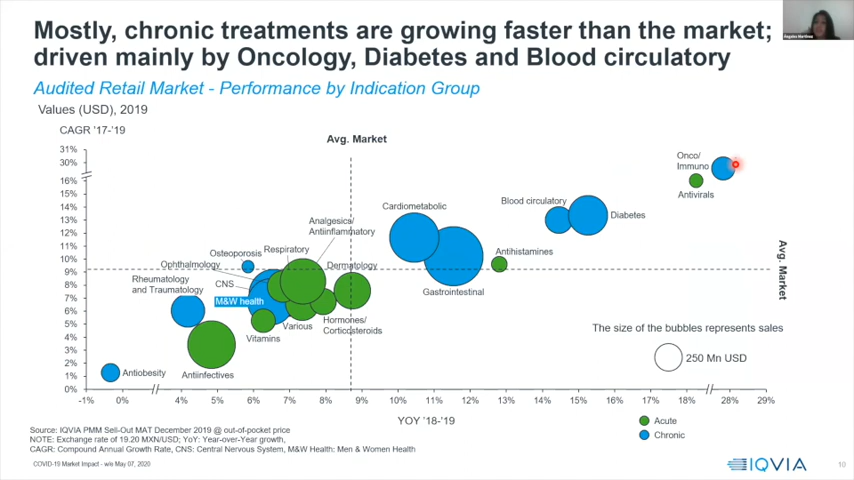 Mostly, chronic treatments are growing faster than the market;
driven mainly by Oncology, Diabetes and Blood circulatory
Audited Retail Market - Performance by Indication Group
Values (USD), 2019
CAGR '17-'19
Avg. Market
31%
30%
16%
15%
14%
13%
12%
11%
10%
9%
8%
7%
6%
5%
4%
3%
2%
1%
0%
Onco/
Immuno
Antivirals
Blood circulatory
Diabetes
Cardiometabolic
Analgesics/
Antiinflammatory
Antihistamines
Gastrointestinal
Osteoporosis
Respiratory
Ophthalmology
Dermatology
Rheumatology
and Traumatology
CNS
M&W health
Vitamins
Various
Hormones/
Corticosteroids
Antiinfectives
Antiobesity
Avg. Market
The size of the bubbles represents sales
250 Mn USD
-1% 0% 4% 5% 6% 7% 8% 9% 10% 11% 12% 13% 14% 15% 16% 17% 18% 28% 29%
YOY '18-'19
Acute
Chronic
Source: IQVIA PMM Sell-Out MAT December 2019 @ out-of-pocket price
NOTE: Exchange rate of 19.20 MXN/USD; YoY: Year-over-Year growth,
CAGR: Compound Annual Growth Rate, CNS: Central Nervous System, M&W Health: Men & Women Health
COVID-19 Market Impact - w/e May 07, 2020
IQVIA
10